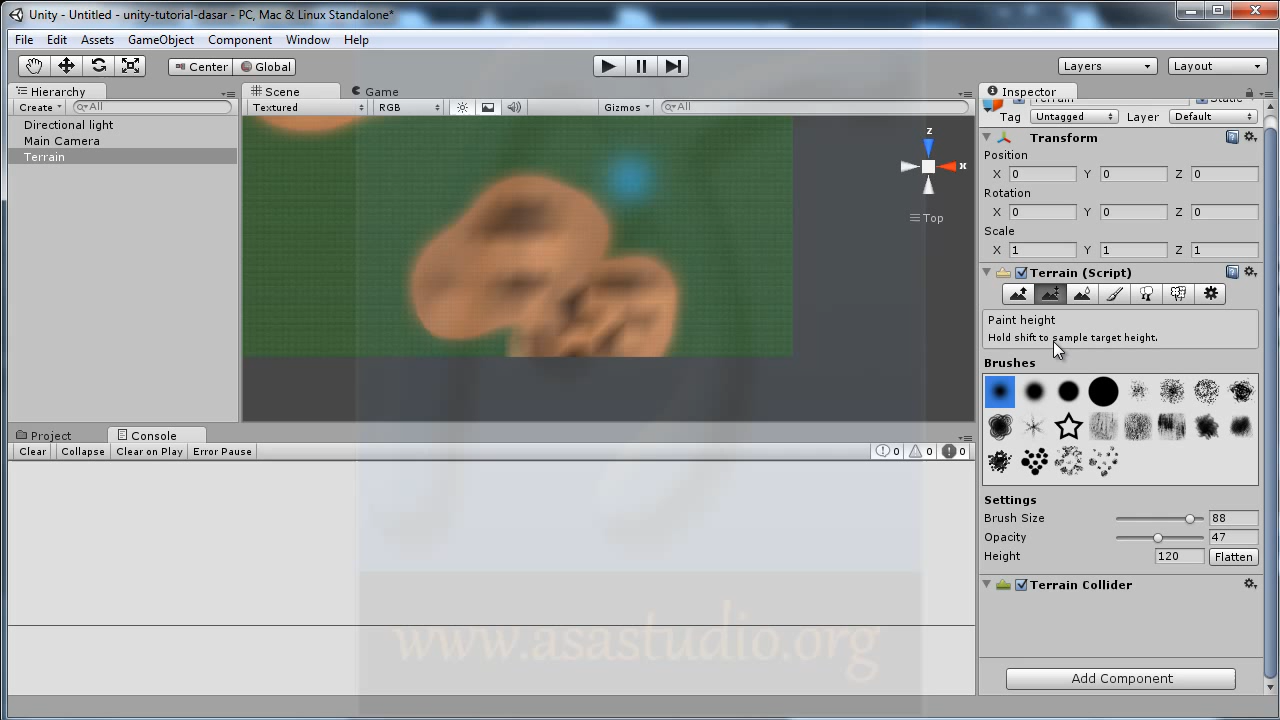 Unity - Untitled - unity-tutorial-dasar - PC, Mac & Linux Standalone*
File Edit Assets GameObject Component Window Help
Center Global Layers Layout
Hierarchy
Create All
Directional light
Main Camera
Terrain
Scene Game
Textured RGB Gizmos All
z
x
Top
Project Console
Clear Collapse Clear on Play Error Pause 0 0 0
www.asastudio.org
Inspector
Terrain Static
Tag Untagged Layer Default
Transform
Position
X 0 Y 0 Z 0
Rotation
X 0 Y 0 Z 0
Scale
X 1 Y 1 Z 1
Terrain (Script)
Paint height
Hold shift to sample target height.
Brushes
Settings
Brush Size 88
Opacity 47
Height 120 Flatten
Terrain Collider
Add Component